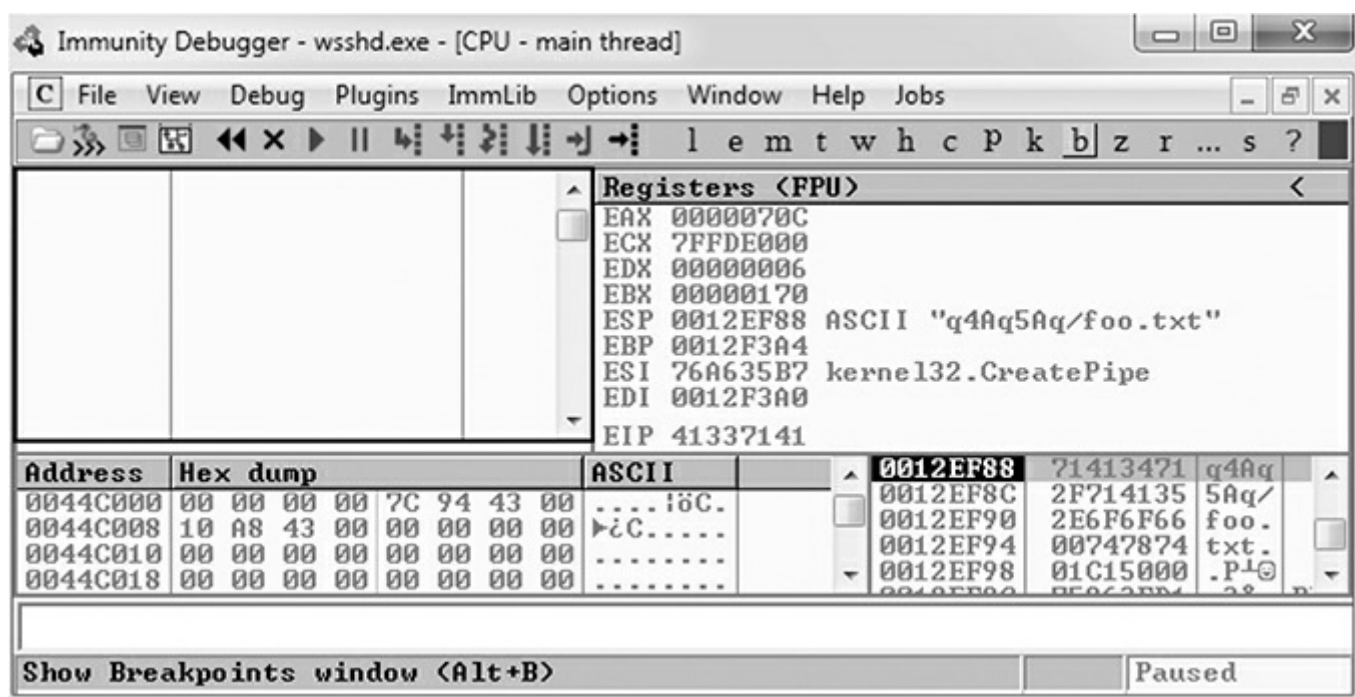 Immunity Debugger - wsshd.exe - [CPU - main thread]
C File View Debug Plugins ImmLib Options Window Help Jobs
l e m t w h c P k b z r ... s ?
Registers (FPU) <
EAX 0000070C
ECX 7FFDE000
EDX 00000006
EBX 00000170
ESP 0012EF88 ASCII "q4Aq5Aq/foo.txt"
EBP 0012F3A4
ESI 76A635B7 kernel32.CreatePipe
EDI 0012F3A0
EIP 41337141
Address Hex dump ASCII
0044C000 00 00 00 00 7C 94 43 00 ....¦öC.
0044C008 10 A8 43 00 00 00 00 00 ►¿C.....
0044C010 00 00 00 00 00 00 00 00 ........
0044C018 00 00 00 00 00 00 00 00 ........
0012EF88 71413471 q4Aq
0012EF8C 2F714135 5Aq/
0012EF90 2E6F6F66 foo.
0012EF94 00747874 txt.
0012EF98 01C15000 .P┴☺
Show Breakpoints window (Alt+B) Paused